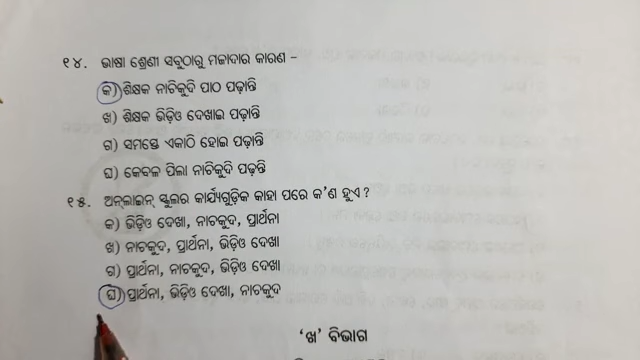 ୧୪. ଭାଷା ଶ୍ରେଣୀ ସବୁଠାରୁ ମଜାଦାର କାରଣ –
କ) ଶିକ୍ଷକ ନାଚିକୁଦି ପାଠ ପଢ଼ାନ୍ତି
ଖ) ଶିକ୍ଷକ ଭିଡ଼ିଓ ଦେଖାଇ ପଢ଼ାନ୍ତି
ଗ) ସମସ୍ତେ ଏକାଠି ହୋଇ ପଢ଼ାନ୍ତି
ଘ) କେବଳ ପିଲା ନାଚିକୁଦି ପଢ଼ନ୍ତି
୧୫. ଅନ୍‌ଲାଇନ୍ ସ୍କୁଲର କାର୍ଯ୍ୟଗୁଡ଼ିକ କାହା ପରେ କ'ଣ ହୁଏ ?
କ) ଭିଡ଼ିଓ ଦେଖା, ନାଚକୁଦ, ପ୍ରାର୍ଥନା
ଖ) ନାଚକୁଦ, ପ୍ରାର୍ଥନା, ଭିଡ଼ିଓ ଦେଖା
ଗ) ପ୍ରାର୍ଥନା, ନାଚକୁଦ, ଭିଡ଼ିଓ ଦେଖା
ଘ) ପ୍ରାର୍ଥନା, ଭିଡ଼ିଓ ଦେଖା, ନାଚକୁଦ
'ଖ' ବିଭାଗ